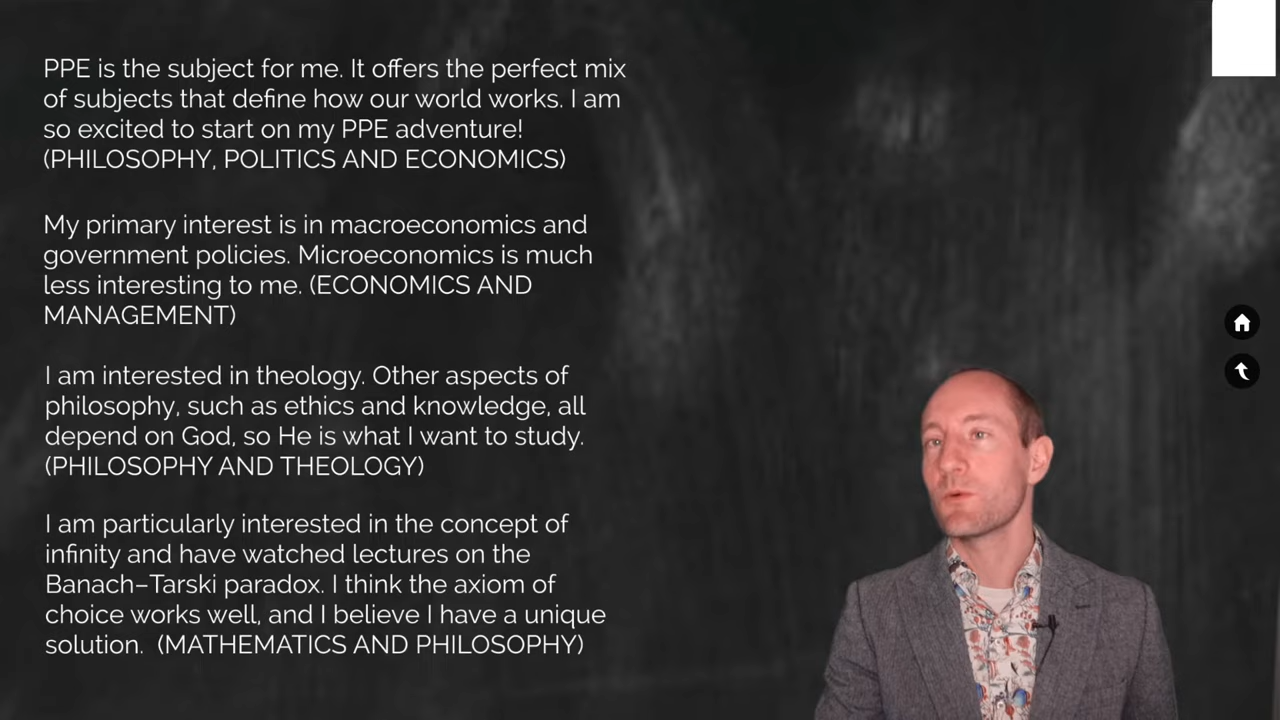 PPE is the subject for me. It offers the perfect mix
of subjects that define how our world works. I am
so excited to start on my PPE adventure!
(PHILOSOPHY, POLITICS AND ECONOMICS)
My primary interest is in macroeconomics and
government policies. Microeconomics is much
less interesting to me. (ECONOMICS AND
MANAGEMENT)
I am interested in theology. Other aspects of
philosophy, such as ethics and knowledge, all
depend on God, so He is what I want to study.
(PHILOSOPHY AND THEOLOGY)
I am particularly interested in the concept of
infinity and have watched lectures on the
Banach–Tarski paradox. I think the axiom of
choice works well, and I believe I have a unique
solution. (MATHEMATICS AND PHILOSOPHY)